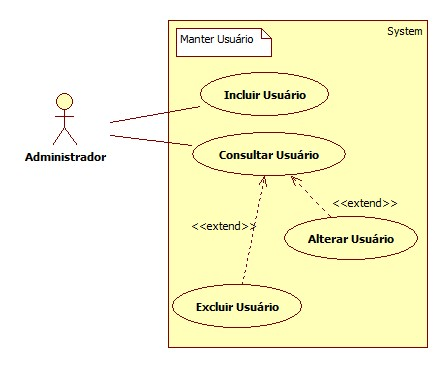 System
Manter Usuário
Incluir Usuário
Administrador
Consultar Usuário
<<extend>>
<<extend>>
Alterar Usuário
Excluir Usuário